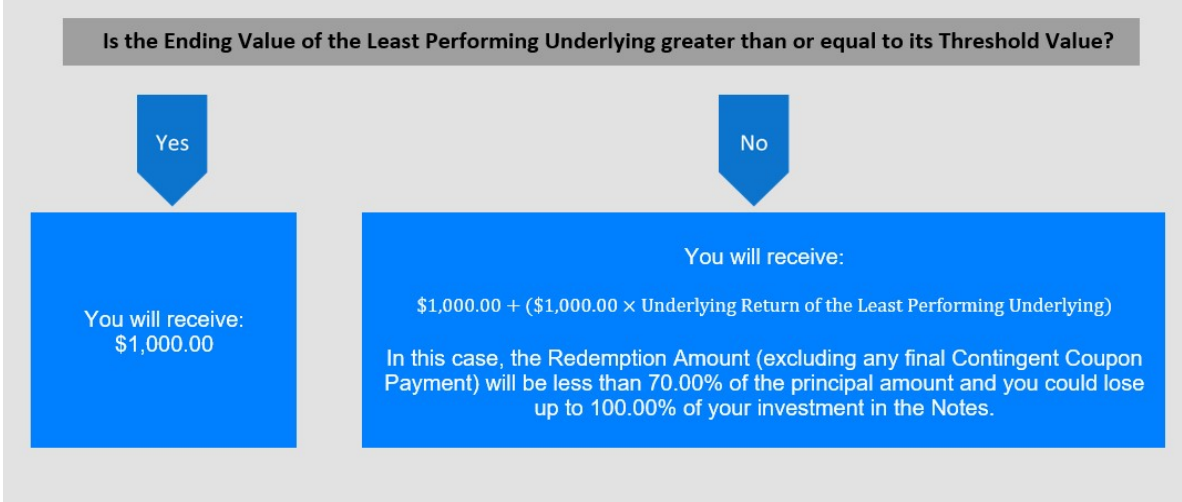 Is the Ending Value of the Least Performing Underlying greater than or equal to its Threshold Value?
Yes
No
You will receive:
$1,000.00
You will receive:
$1,000.00 + ($1,000.00 × Underlying Return of the Least Performing Underlying)
In this case, the Redemption Amount (excluding any final Contingent Coupon
Payment) will be less than 70.00% of the principal amount and you could lose
up to 100.00% of your investment in the Notes.